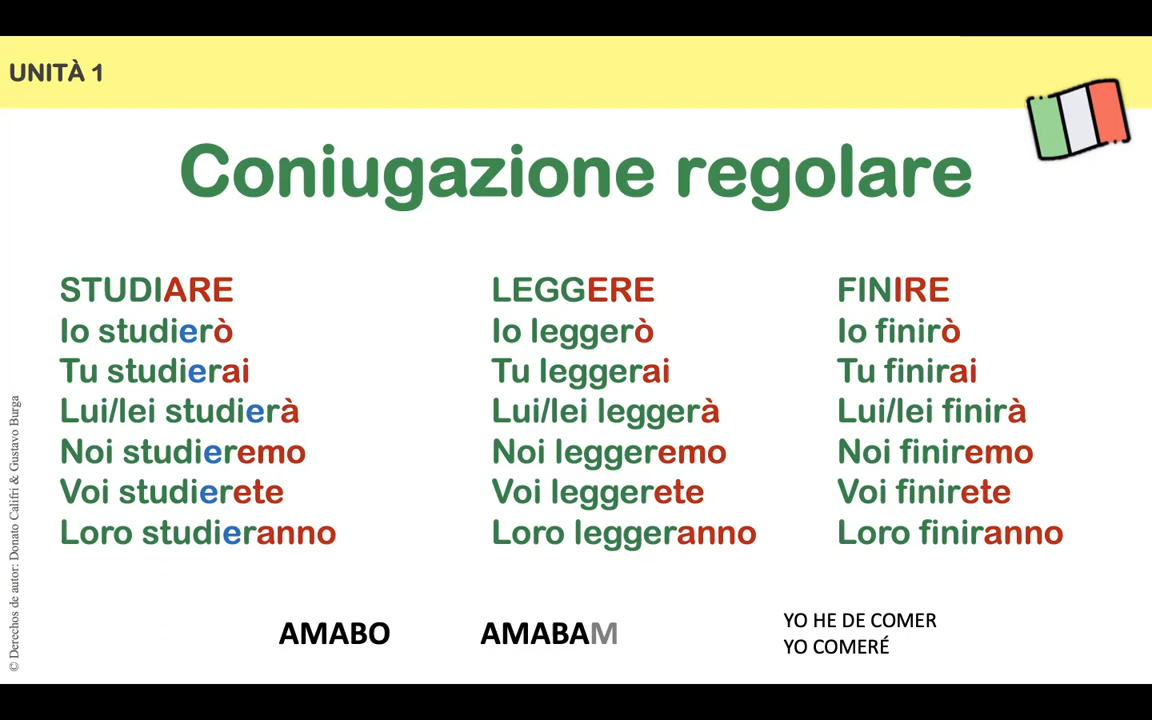 UNITÀ 1
Coniugazione regolare
STUDIARE
Io studierò
Tu studierai
Lui/lei studierà
Noi studieremo
Voi studierete
Loro studieranno
LEGGERE
Io leggerò
Tu leggerai
Lui/lei leggerà
Noi leggeremo
Voi leggerete
Loro leggeranno
FINIRE
Io finirò
Tu finirai
Lui/lei finirà
Noi finiremo
Voi finirete
Loro finiranno
AMABO
AMABAM
YO HE DE COMER
YO COMERÉ
© Derechos de autor: Donato Califri & Gustavo Burga